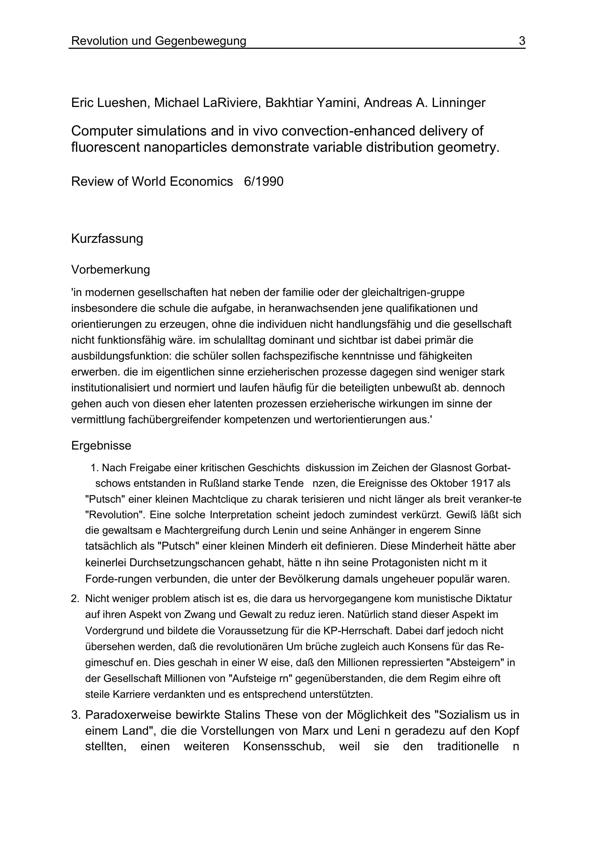 Revolution und Gegenbewegung 3
Eric Lueshen, Michael LaRiviere, Bakhtiar Yamini, Andreas A. Linninger
Computer simulations and in vivo convection-enhanced delivery of
fluorescent nanoparticles demonstrate variable distribution geometry.
Review of World Economics 6/1990
Kurzfassung
Vorbemerkung
'in modernen gesellschaften hat neben der familie oder der gleichaltrigen-gruppe
insbesondere die schule die aufgabe, in heranwachsenden jene qualifikationen und
orientierungen zu erzeugen, ohne die individuen nicht handlungsfähig und die gesellschaft
nicht funktionsfähig wäre. im schulalltag dominant und sichtbar ist dabei primär die
ausbildungsfunktion: die schüler sollen fachspezifische kenntnisse und fähigkeiten
erwerben. die im eigentlichen sinne erzieherischen prozesse dagegen sind weniger stark
institutionalisiert und normiert und laufen häufig für die beteiligten unbewußt ab. dennoch
gehen auch von diesen eher latenten prozessen erzieherische wirkungen im sinne der
vermittlung fachübergreifender kompetenzen und wertorientierungen aus.'
Ergebnisse
1. Nach Freigabe einer kritischen Geschichts diskussion im Zeichen der Glasnost Gorbat-
schows entstanden in Rußland starke Tende nzen, die Ereignisse des Oktober 1917 als
"Putsch" einer kleinen Machtclique zu charak terisieren und nicht länger als breit veranker-te
"Revolution". Eine solche Interpretation scheint jedoch zumindest verkürzt. Gewiß läßt sich
die gewaltsam e Machtergreifung durch Lenin und seine Anhänger in engerem Sinne
tatsächlich als "Putsch" einer kleinen Minderh eit definieren. Diese Minderheit hätte aber
keinerlei Durchsetzungschancen gehabt, hätte n ihn seine Protagonisten nicht m it
Forde-rungen verbunden, die unter der Bevölkerung damals ungeheuer populär waren.
2. Nicht weniger problem atisch ist es, die dara us hervorgegangene kom munistische Diktatur
auf ihren Aspekt von Zwang und Gewalt zu reduz ieren. Natürlich stand dieser Aspekt im
Vordergrund und bildete die Voraussetzung für die KP-Herrschaft. Dabei darf jedoch nicht
übersehen werden, daß die revolutionären Um brüche zugleich auch Konsens für das Re-
gimeschuf en. Dies geschah in einer W eise, daß den Millionen repressierten "Absteigern" in
der Gesellschaft Millionen von "Aufsteige rn" gegenüberstanden, die dem Regim eihre oft
steile Karriere verdankten und es entsprechend unterstützten.
3. Paradoxerweise bewirkte Stalins These von der Möglichkeit des "Sozialism us in
einem Land", die die Vorstellungen von Marx und Leni n geradezu auf den Kopf
stellten, einen weiteren Konsensschub, weil sie den traditionelle n